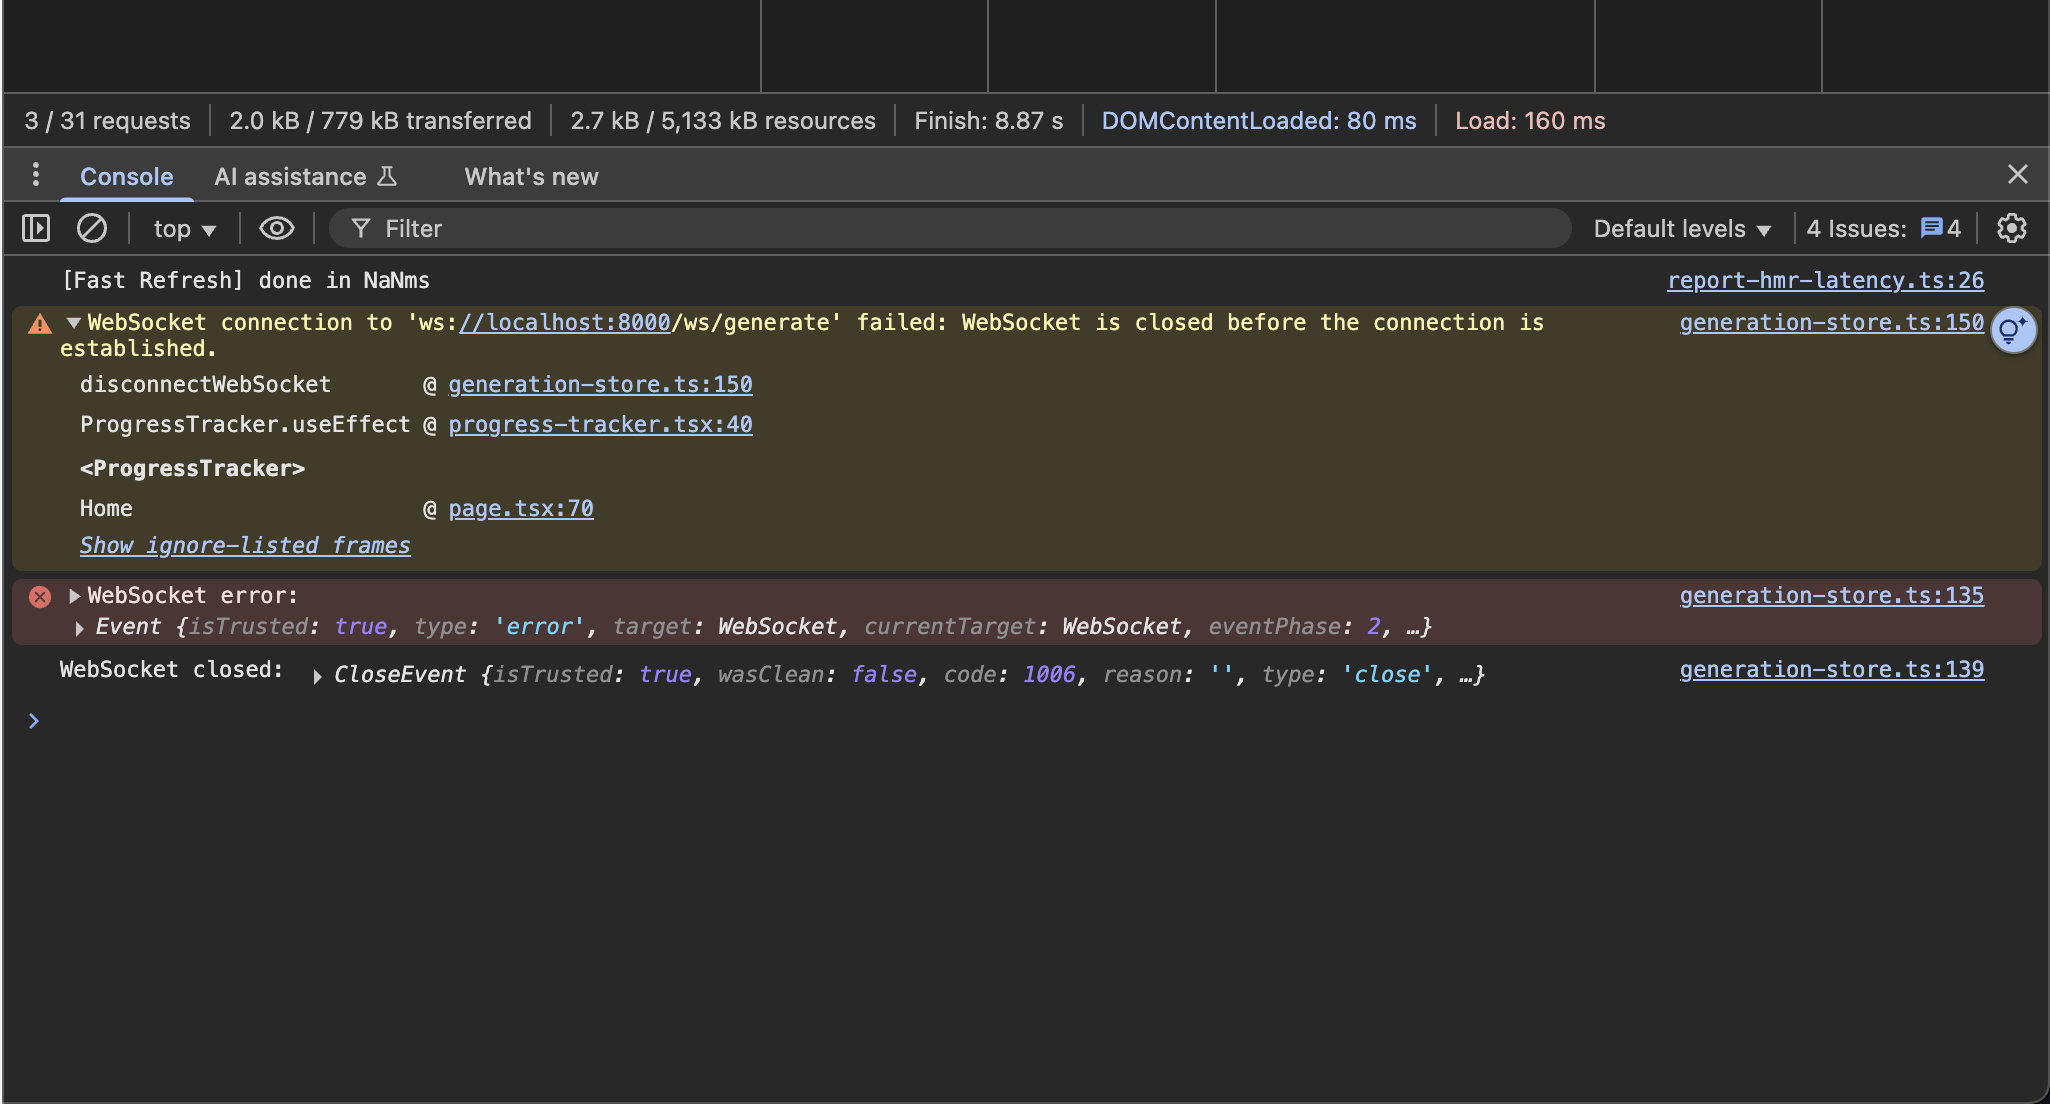 3 / 31 requests 2.0 kB / 779 kB transferred 2.7 kB / 5,133 kB resources Finish: 8.87 s DOMContentLoaded: 80 ms Load: 160 ms
Console AI assistance What's new
top Filter Default levels 4 Issues: 4
[Fast Refresh] done in NaNms report-hmr-latency.ts:26
WebSocket connection to 'ws://localhost:8000/ws/generate' failed: WebSocket is closed before the connection is generation-store.ts:150
established.
disconnectWebSocket @ generation-store.ts:150
ProgressTracker.useEffect @ progress-tracker.tsx:40
<ProgressTracker>
Home @ page.tsx:70
Show ignore-listed frames
WebSocket error: generation-store.ts:135
Event {isTrusted: true, type: 'error', target: WebSocket, currentTarget: WebSocket, eventPhase: 2, …}
WebSocket closed: CloseEvent {isTrusted: true, wasClean: false, code: 1006, reason: '', type: 'close', …} generation-store.ts:139